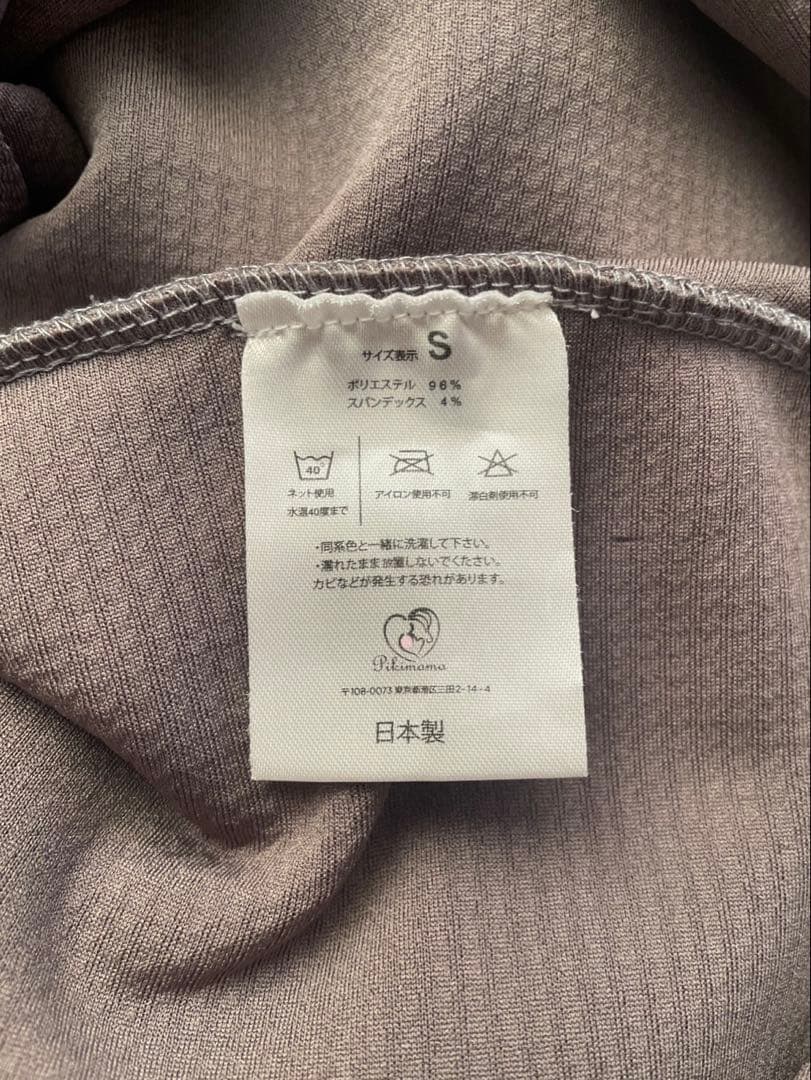 サイズ表示 S
ポリエステル 96%
スパンデックス 4%
40°
ネット使用
水温40度まで
アイロン使用不可
漂白剤使用不可
・同系色と一緒に洗濯して下さい。
・濡れたまま放置しないでください。
カビなどが発生する恐れがあります。
Pikimama
〒108-0073 東京都港区三田2-14-4
日本製